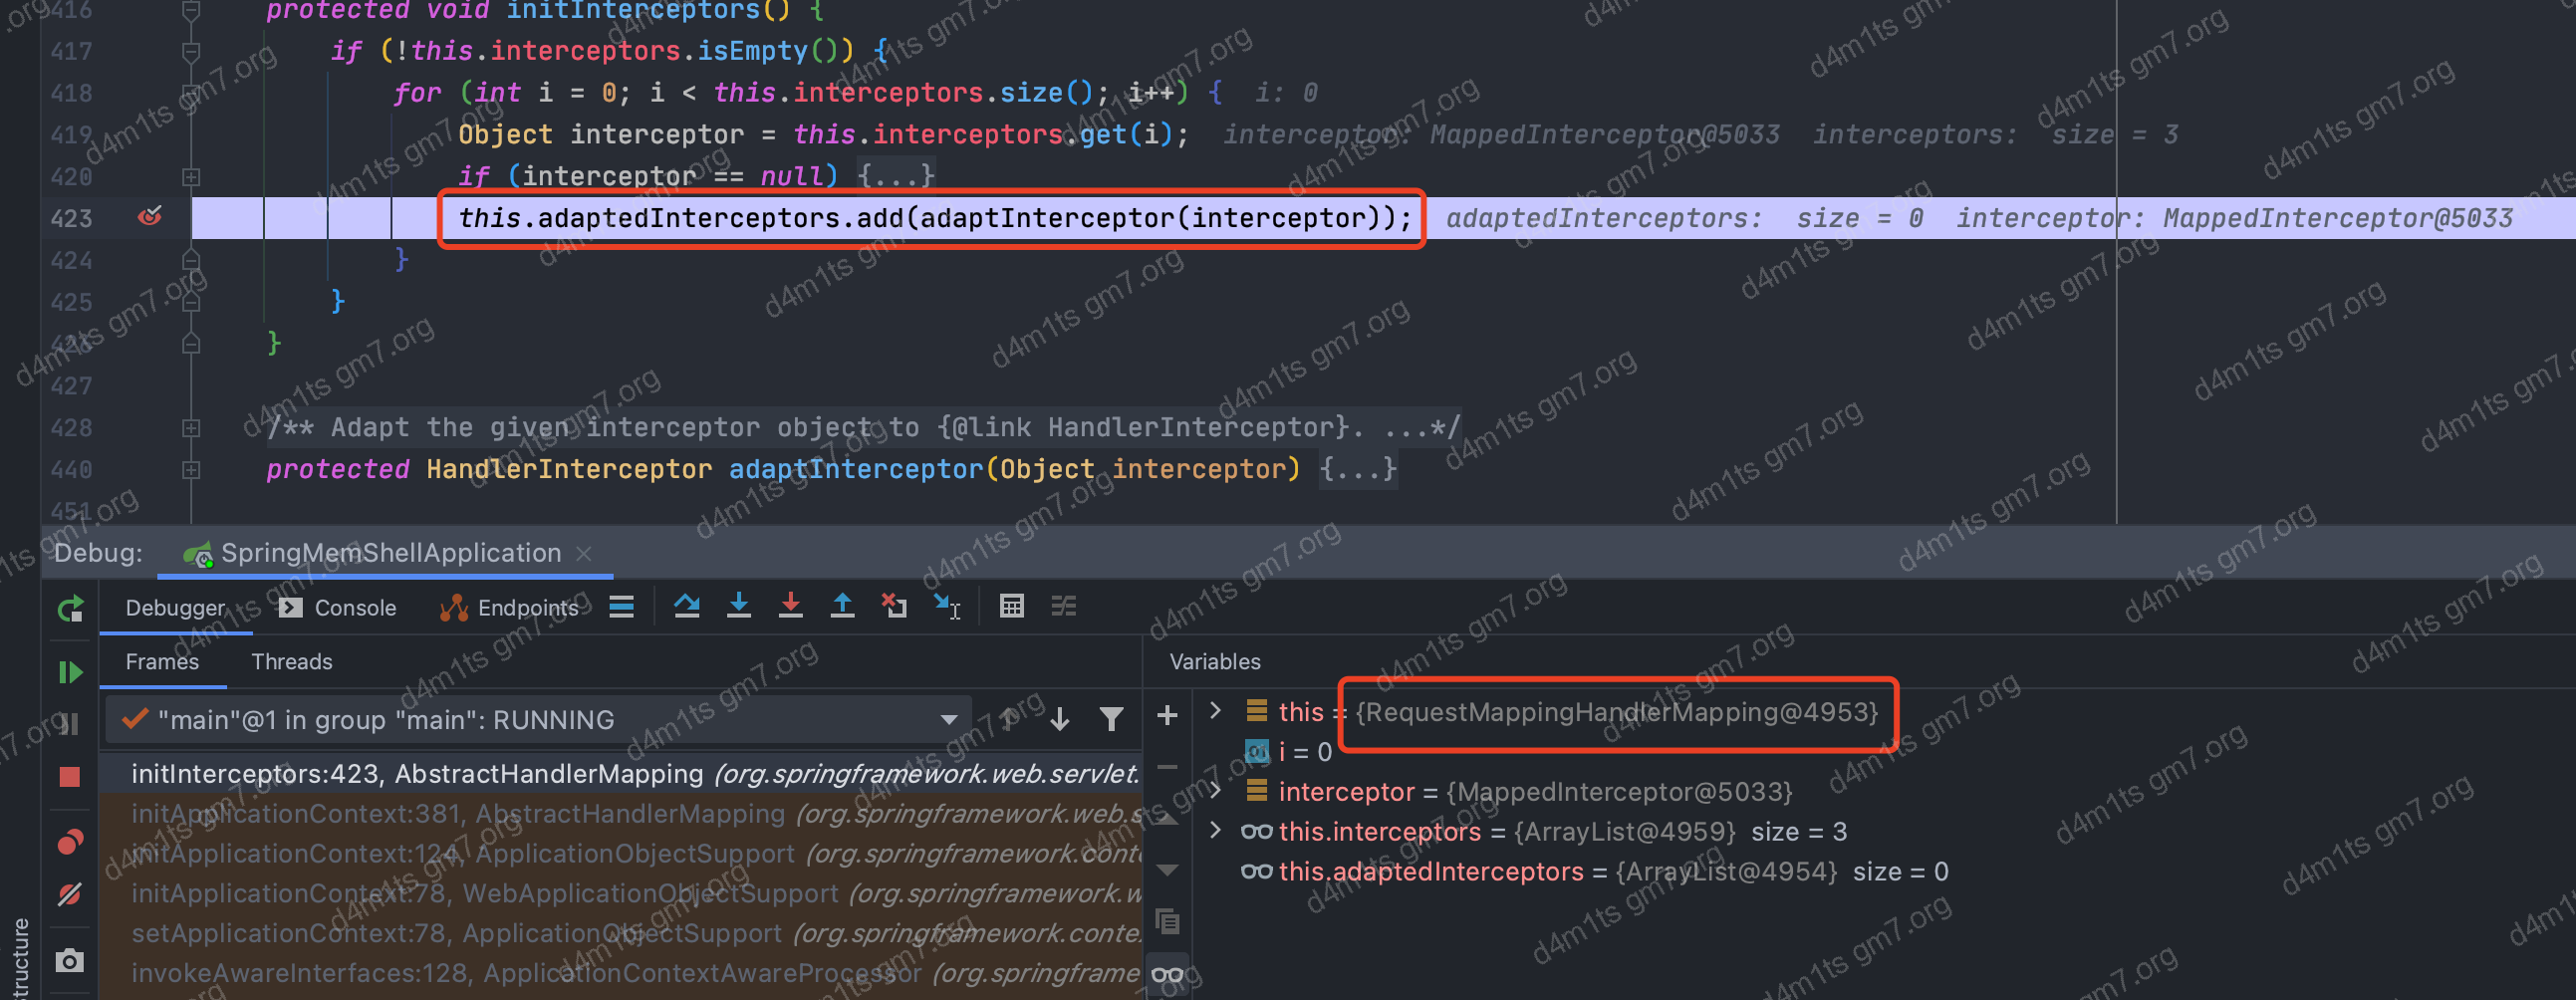 416 protected void initInterceptors() {
417 if (!this.interceptors.isEmpty()) {
418 for (int i = 0; i < this.interceptors.size(); i++) { i: 0
419 Object interceptor = this.interceptors.get(i); interceptor: MappedInterceptor@5033 interceptors: size = 3
420 if (interceptor == null) {...}
423 this.adaptedInterceptors.add(adaptInterceptor(interceptor)); adaptedInterceptors: size = 0 interceptor: MappedInterceptor@5033
424 }
425 }
426 }
427
428 /** Adapt the given interceptor object to {@link HandlerInterceptor}. ...*/
440 protected HandlerInterceptor adaptInterceptor(Object interceptor) {...}
451
Debug: SpringMemShellApplication
Debugger Console Endpoints
Frames Threads
Variables
"main"@1 in group "main": RUNNING
initInterceptors:423, AbstractHandlerMapping (org.springframework.web.servlet.
initApplicationContext:381, AbstractHandlerMapping (org.springframework.web.s
initApplicationContext:124, ApplicationObjectSupport (org.springframework.conte
initApplicationContext:78, WebApplicationObjectSupport (org.springframework.w
setApplicationContext:78, ApplicationObjectSupport (org.springframework.conte
invokeAwareInterfaces:128, ApplicationContextAwareProcessor (org.springframe
this = {RequestMappingHandlerMapping@4953}
i = 0
interceptor = {MappedInterceptor@5033}
this.interceptors = {ArrayList@4959} size = 3
this.adaptedInterceptors = {ArrayList@4954} size = 0
tructure
d4m1ts gm7.org